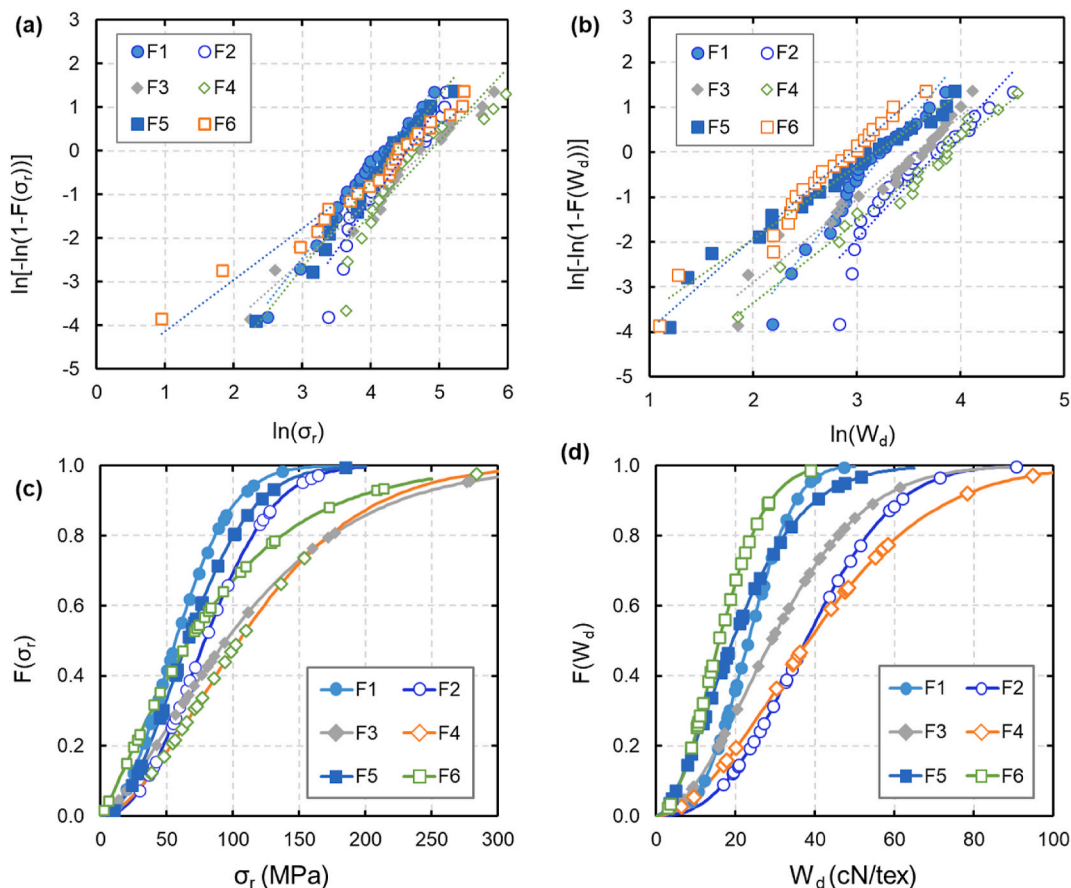 (a)
3
2
1
0
-1
-2
-3
-4
-5
ln[-ln(1-F(σr))]
F1 F2
F3 F4
F5 F6
0 1 2 3 4 5 6
ln(σr)
(b)
3
2
1
0
-1
-2
-3
-4
-5
ln[-ln(1-F(Wd))]
F1 F2
F3 F4
F5 F6
1 2 3 4 5
ln(Wd)
(c)
1.0
0.8
0.6
0.4
0.2
0.0
F(σr)
F1 F2
F3 F4
F5 F6
0 50 100 150 200 250 300
σr (MPa)
(d)
1.0
0.8
0.6
0.4
0.2
0.0
F(Wd)
F1 F2
F3 F4
F5 F6
0 20 40 60 80 100
Wd (cN/tex)